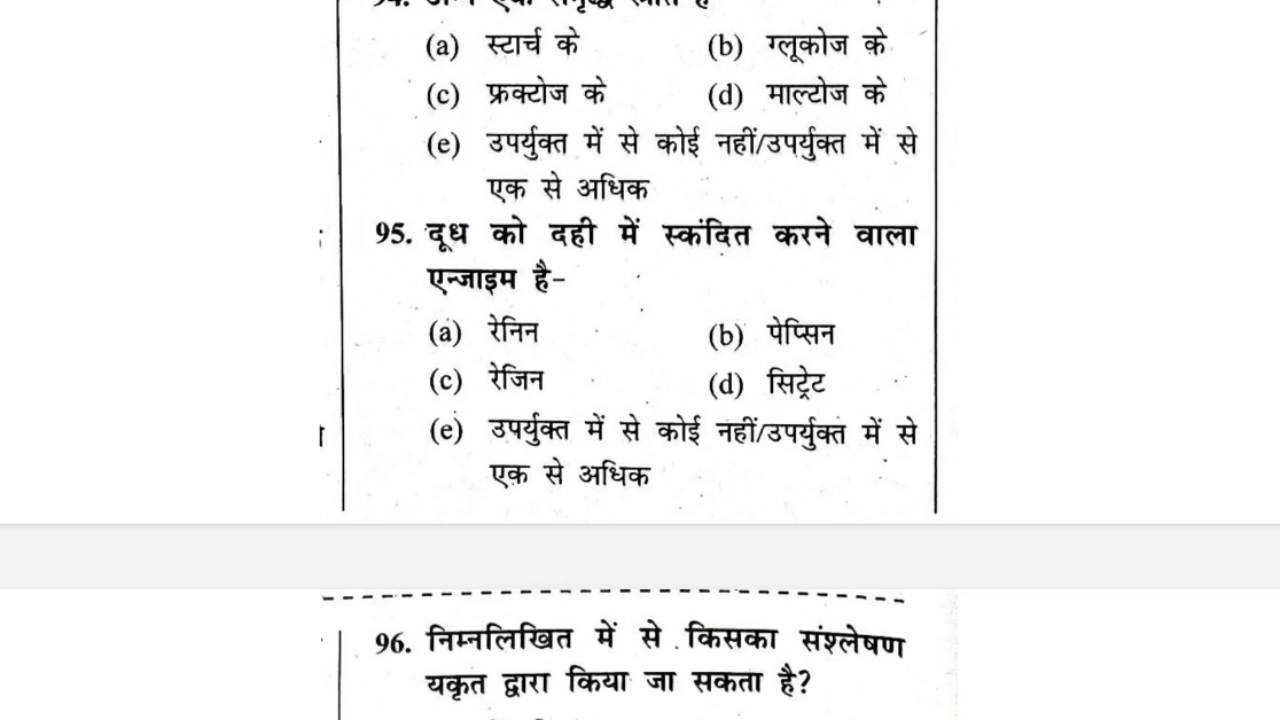 (a) स्टार्च के (b) ग्लूकोज के
(c) फ्रक्टोज के (d) माल्टोज के
(e) उपर्युक्त में से कोई नहीं/उपर्युक्त में से
एक से अधिक
95. दूध को दही में स्कंदित करने वाला
एन्जाइम है-
(a) रेनिन (b) पेप्सिन
(c) रेजिन (d) सिट्रेट
(e) उपर्युक्त में से कोई नहीं/उपर्युक्त में से
एक से अधिक
96. निम्नलिखित में से किसका संश्लेषण
यकृत द्वारा किया जा सकता है?